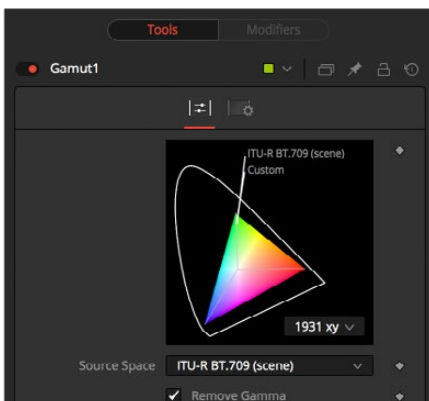 Tools Modifiers
Gamut1
ITU-R BT.709 (scene)
Custom
1931 xy
Source Space ITU-R BT.709 (scene)
Remove Gamma